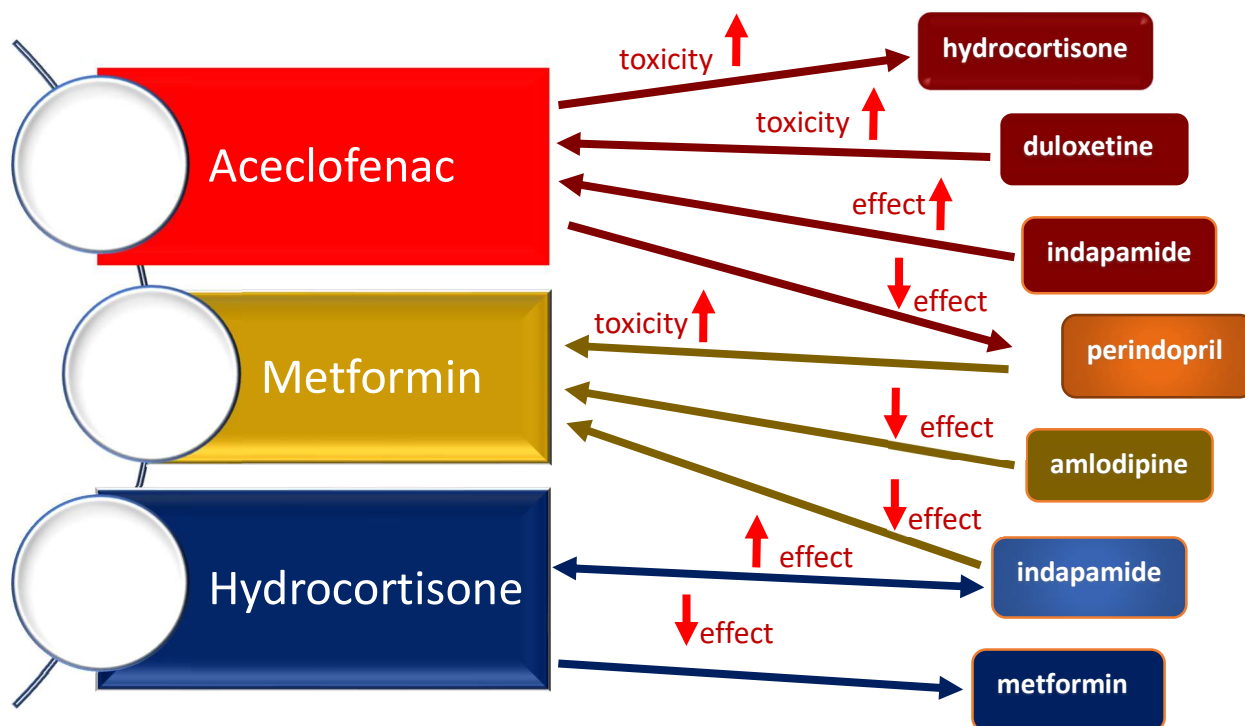 toxicity
hydrocortisone
toxicity
duloxetine
Aceclofenac
effect
indapamide
effect
toxicity
perindopril
Metformin
effect
amlodipine
effect
effect
indapamide
Hydrocortisone
effect
metformin